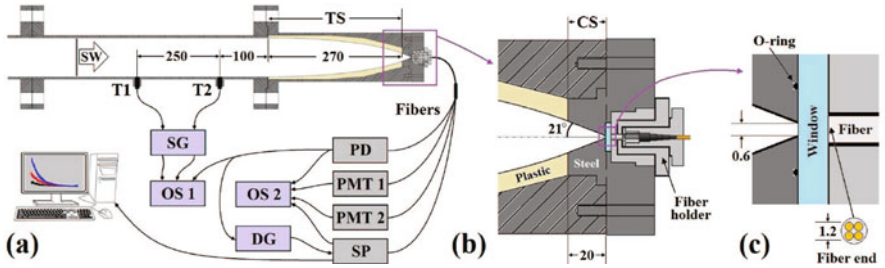 TS
SW
250
100
270
T1
T2
Fibers
SG
PD
OS 1
OS 2
PMT 1
PMT 2
DG
SP
(a)
CS
21°
Steel
Plastic
Fiber
holder
20
(b)
O-ring
Window
Fiber
0.6
1.2
Fiber end
(c)